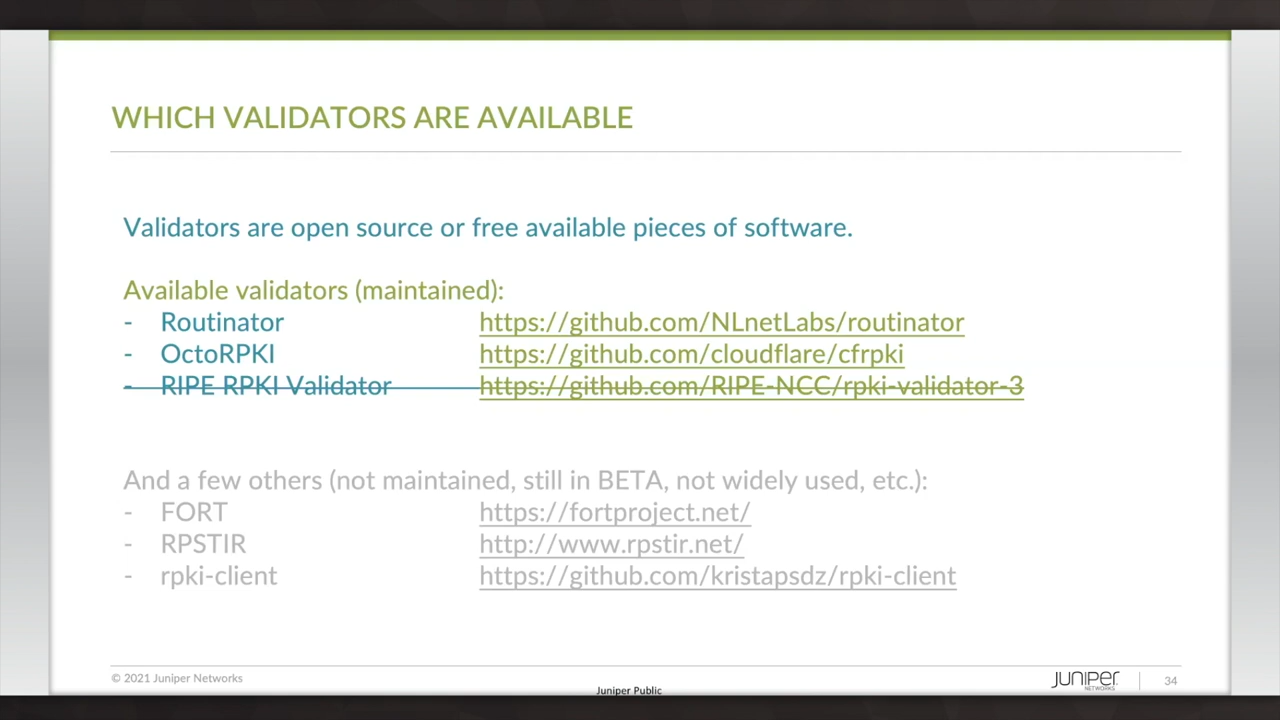 WHICH VALIDATORS ARE AVAILABLE
Validators are open source or free available pieces of software.
Available validators (maintained):
- Routinator https://github.com/NLnetLabs/routinator
- OctoRPKI https://github.com/cloudflare/cfrpki
- RIPE RPKI Validator https://github.com/RIPE-NCC/rpki-validator-3
And a few others (not maintained, still in BETA, not widely used, etc.):
- FORT https://fortproject.net/
- RPSTIR http://www.rpstir.net/
- rpki-client https://github.com/kristapsdz/rpki-client
© 2021 Juniper Networks
Juniper Public
JUNIPER
NETWORKS
34